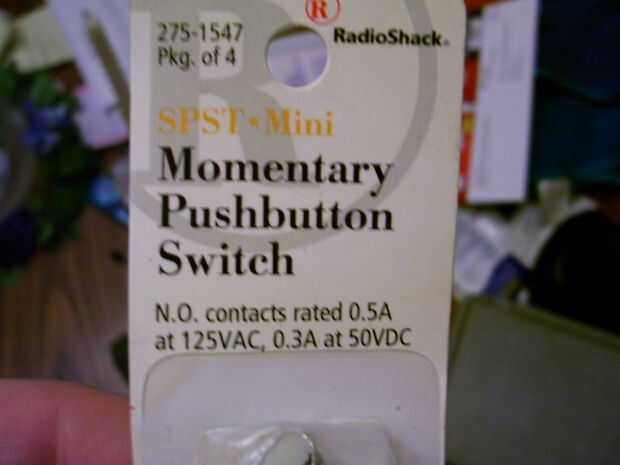 275-1547
Pkg. of 4
R
RadioShack®
SPST • Mini
Momentary
Pushbutton
Switch
N.O. contacts rated 0.5A
at 125VAC, 0.3A at 50VDC